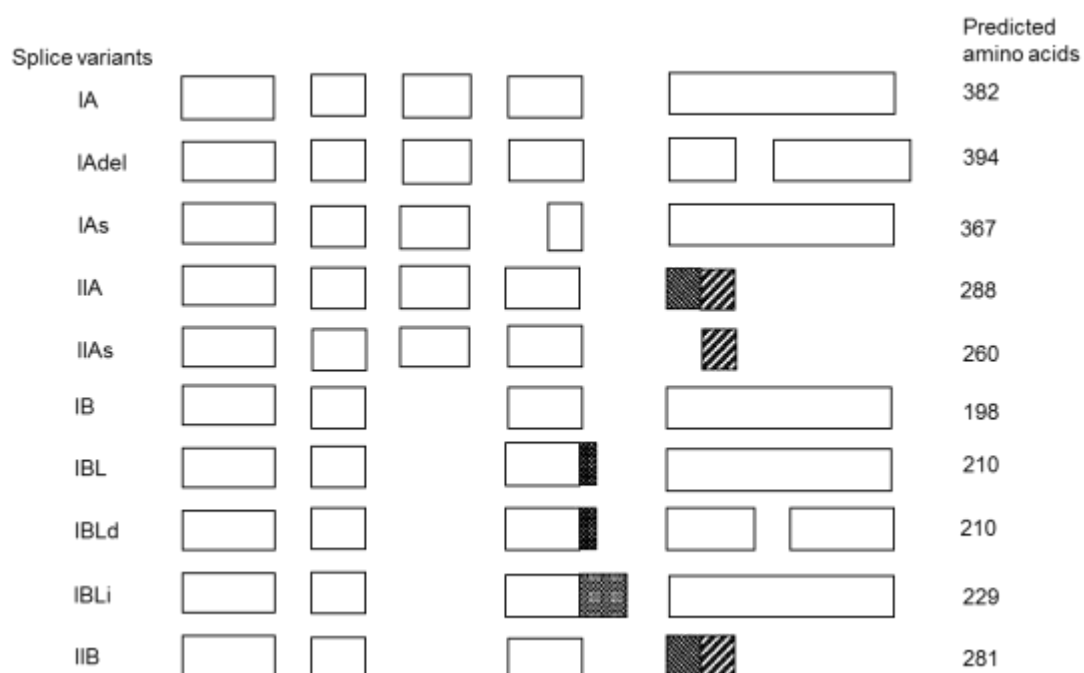 Predicted
Splice variants amino acids
IA 382
IAdel 394
IAs 367
IIA 288
IIAs 260
IB 198
IBL 210
IBLd 210
IBLi 229
IIB 281